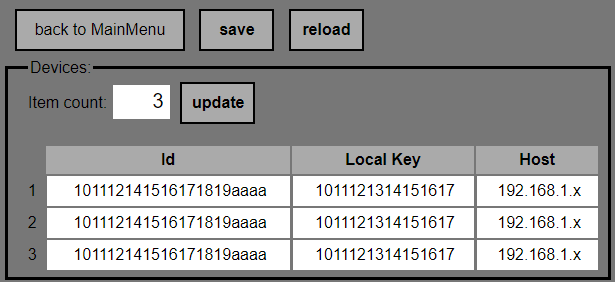 back to MainMenu save reload
Devices:
Item count: 3 update
Id Local Key Host
1 101112141516171819aaaa 1011121314151617 192.168.1.x
2 101112141516171819aaaa 1011121314151617 192.168.1.x
3 101112141516171819aaaa 1011121314151617 192.168.1.x